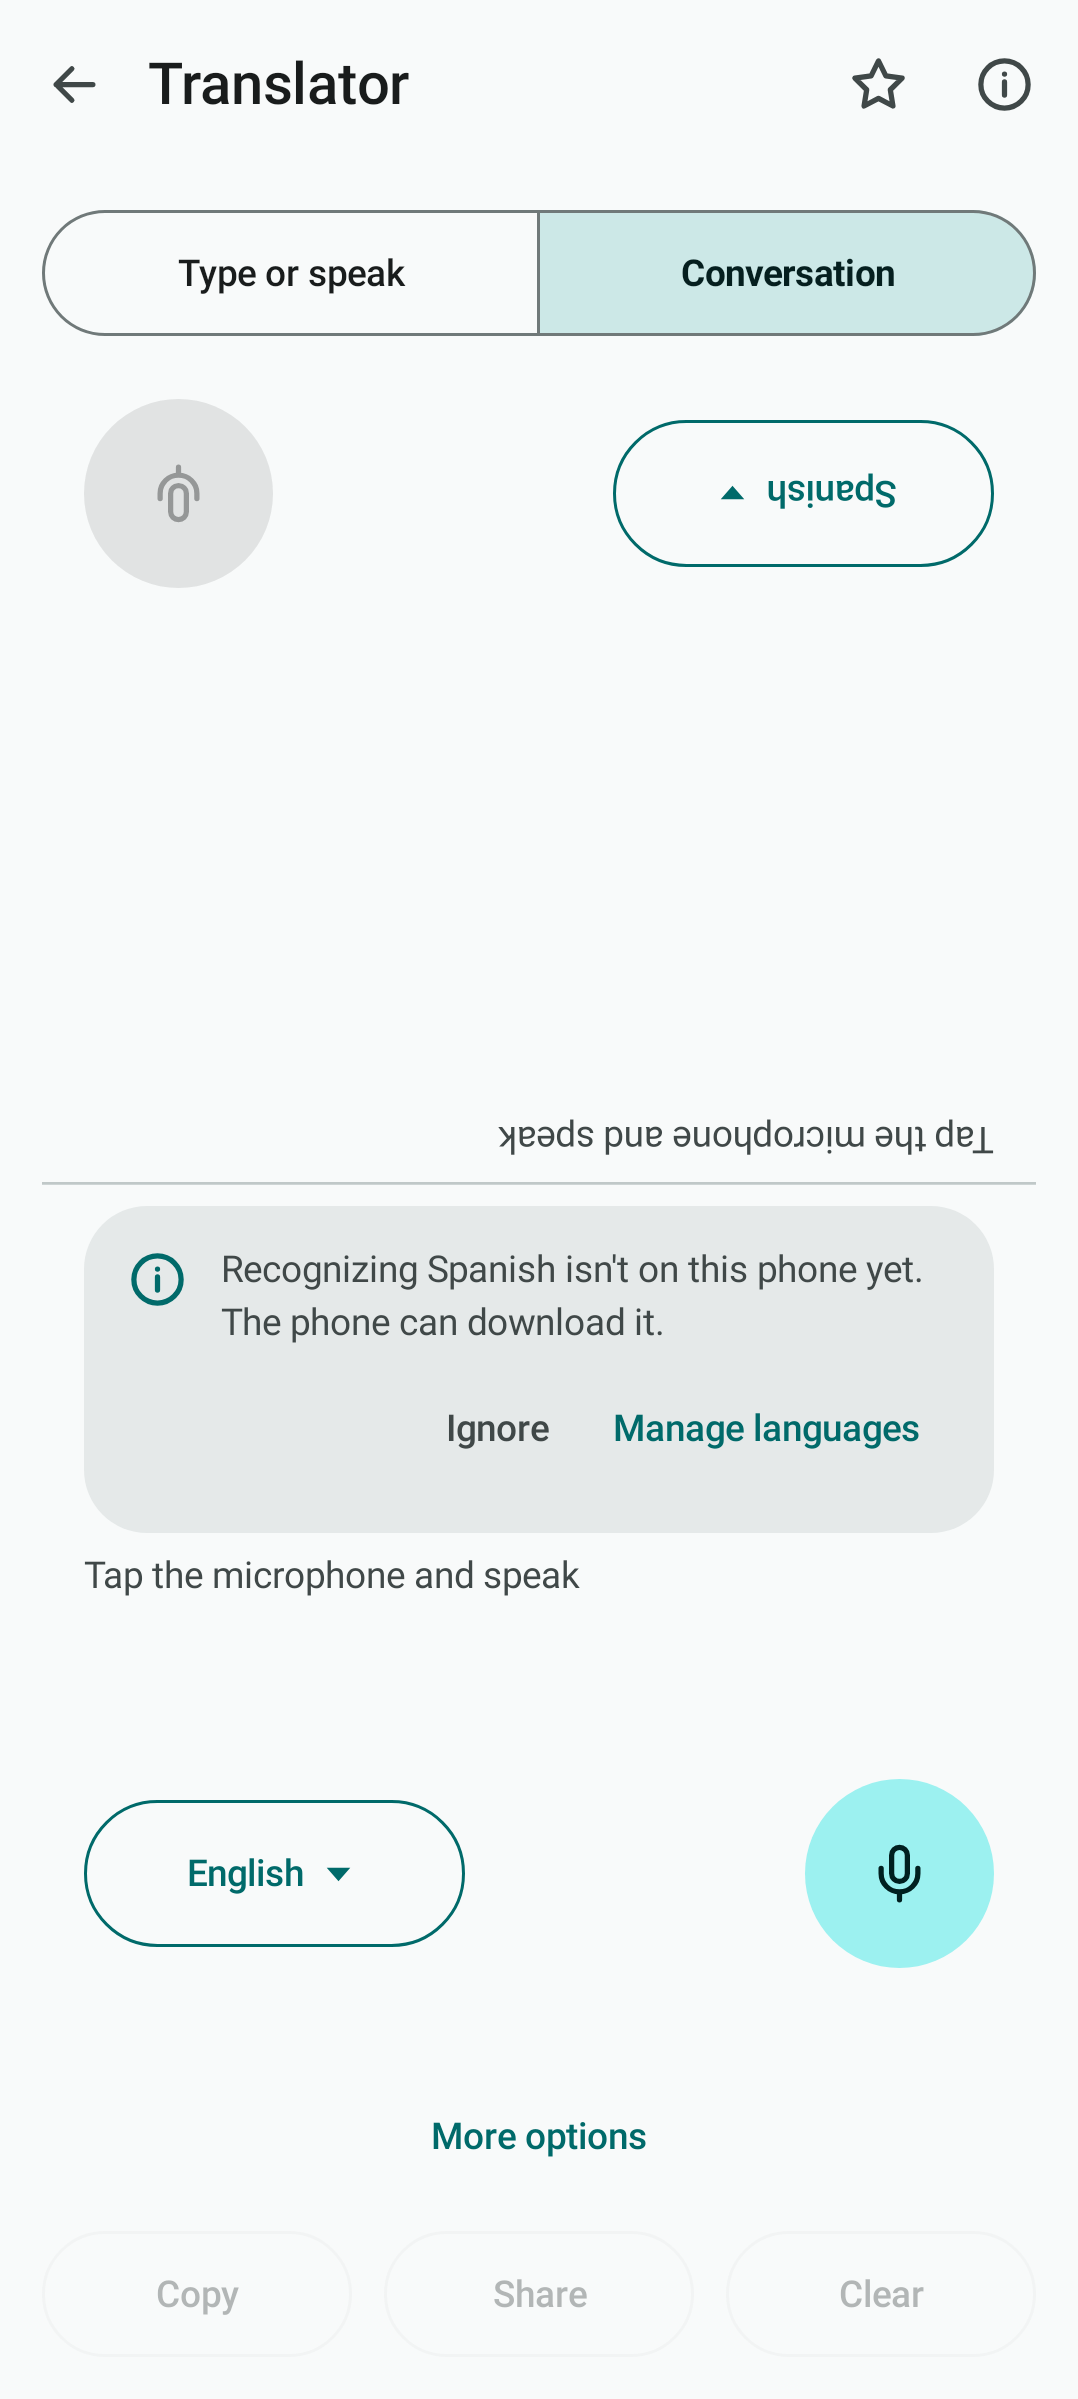 Translator
Type or speak
Conversation
Spanish
Tap the microphone and speak
Recognizing Spanish isn't on this phone yet.
The phone can download it.
Ignore
Manage languages
Tap the microphone and speak
English
More options
Copy
Share
Clear